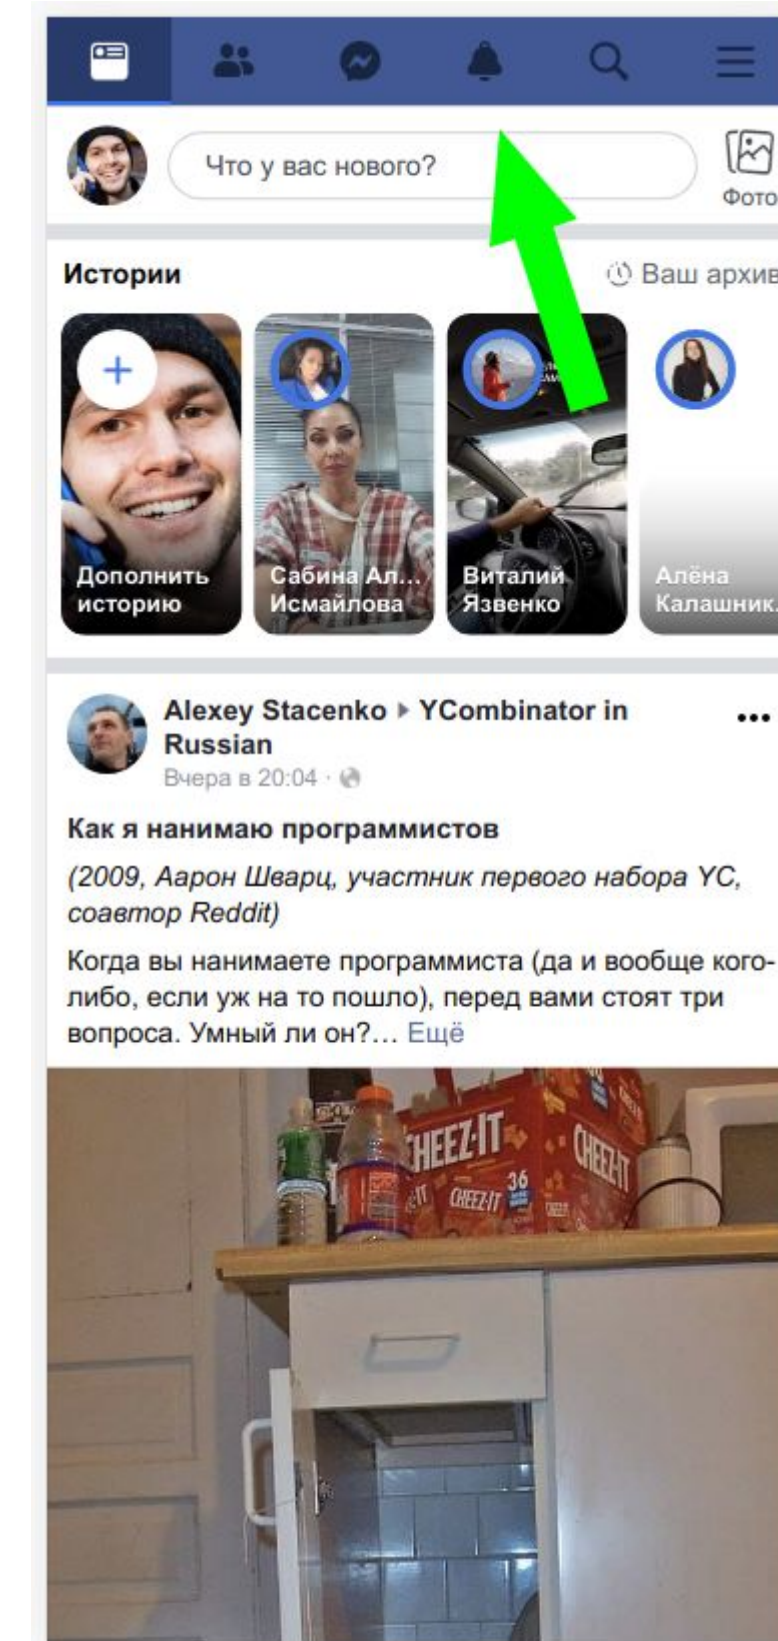 Что у вас нового?
Фото
Истории
Ваш архив
Дополнить
историю
Сабина Ал...
Исмайлова
Виталий
Язвенко
Алёна
Калашник.
Alexey Stacenko ▸ YCombinator in
Russian
Вчера в 20:04 ·
Как я нанимаю программистов
(2009, Аарон Шварц, участник первого набора YC,
соавтор Reddit)
Когда вы нанимаете программиста (да и вообще кого-
либо, если уж на то пошло), перед вами стоят три
вопроса. Умный ли он?... Ещё
CHEEZ-IT
CHEEZ-IT
36
CHEEZ-IT